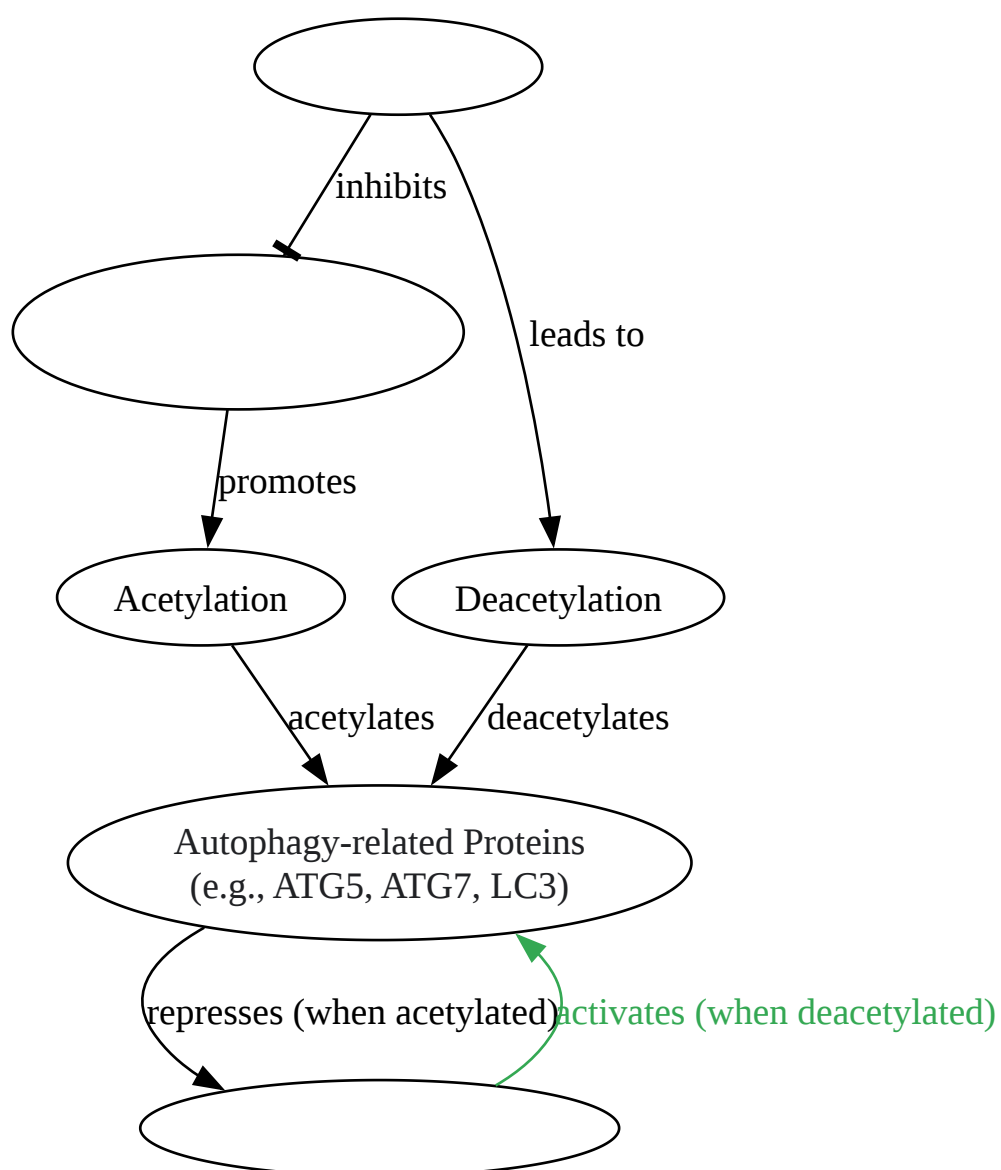 inhibits
leads to
promotes
Acetylation
Deacetylation
acetylates
deacetylates
Autophagy-related Proteins
(e.g., ATG5, ATG7, LC3)
represses (when acetylated)
activates (when deacetylated)